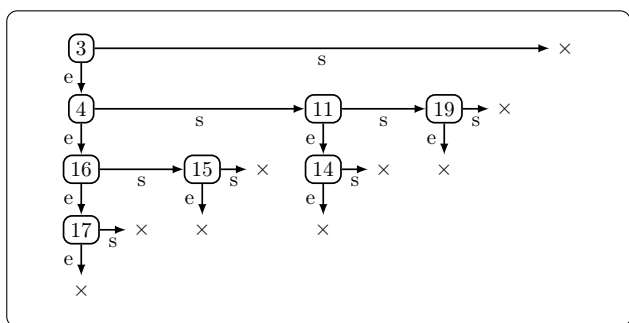 3 s ×
e
4 s 11 s 19 s ×
e e e
16 s 15 s × 14 s × ×
e e e
17 s × × ×
e
×